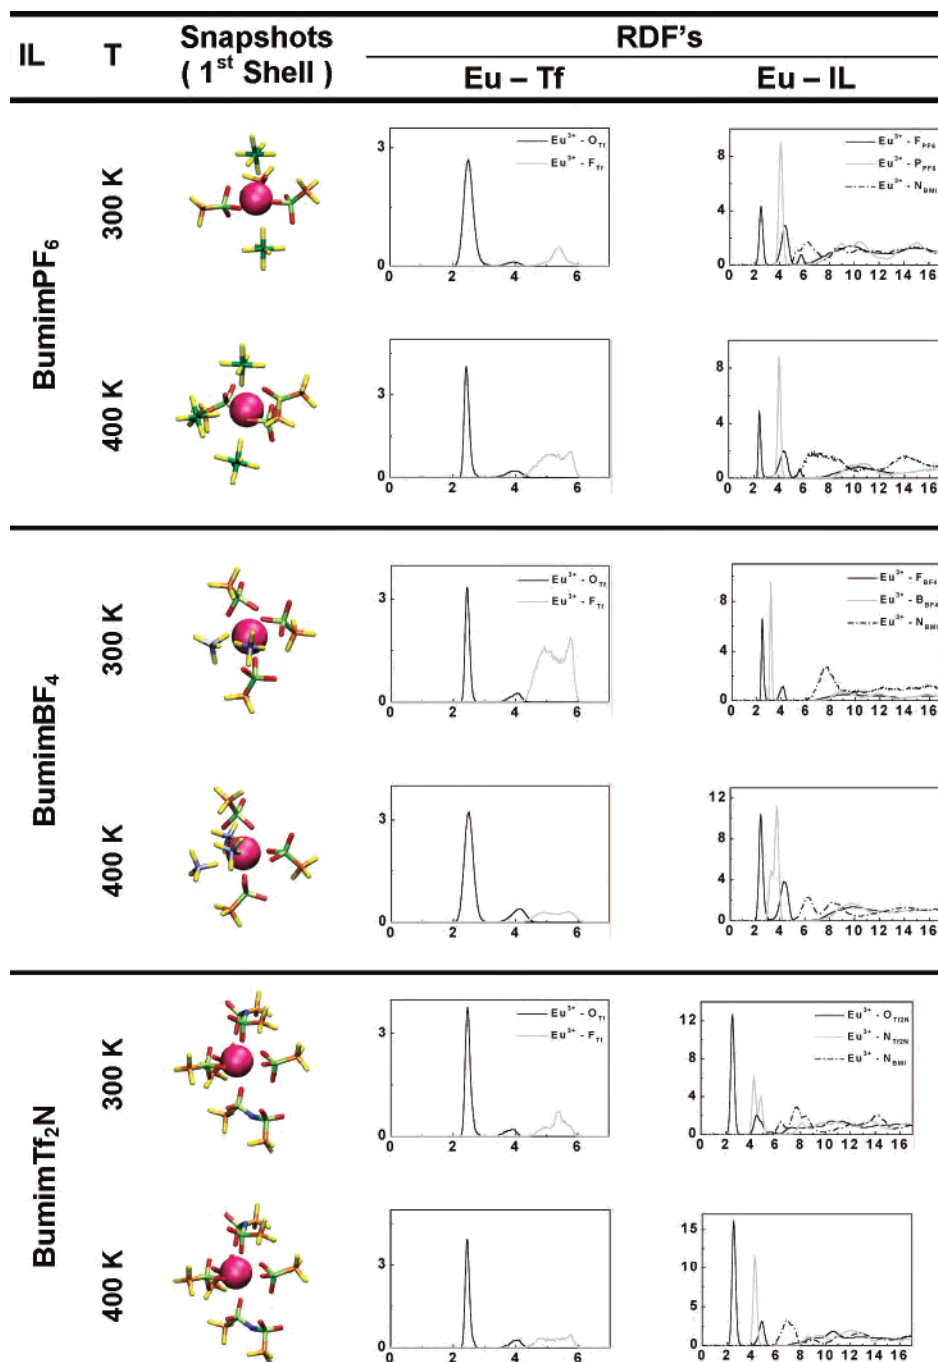 IL T Snapshots ( 1st Shell ) RDF's
Eu – Tf Eu – IL
BumimPF6
300 K
3
0
0 2 4 6
Eu3+ - OTf
Eu3+ - FTf
8
4
0
0 2 4 6 8 10 12 14 16
Eu3+ - FPF6
Eu3+ - PPF6
Eu3+ - NBMI
400 K
3
0
0 2 4 6
8
4
0
0 2 4 6 8 10 12 14 16
BumimBF4
300 K
3
0
0 2 4 6
Eu3+ - OTf
Eu3+ - FTf
8
4
0
0 2 4 6 8 10 12 14 16
Eu3+ - FBF4
Eu3+ - BBF4
Eu3+ - NBMI
400 K
3
0
0 2 4 6
12
8
4
0
0 2 4 6 8 10 12 14 16
BumimTf2N
300 K
3
0
0 2 4 6
Eu3+ - OTf
Eu3+ - FTf
12
8
4
0
0 2 4 6 8 10 12 14 16
Eu3+ - OTf2N
Eu3+ - NTf2N
Eu3+ - NBMI
400 K
3
0
0 2 4 6
15
10
5
0
0 2 4 6 8 10 12 14 16